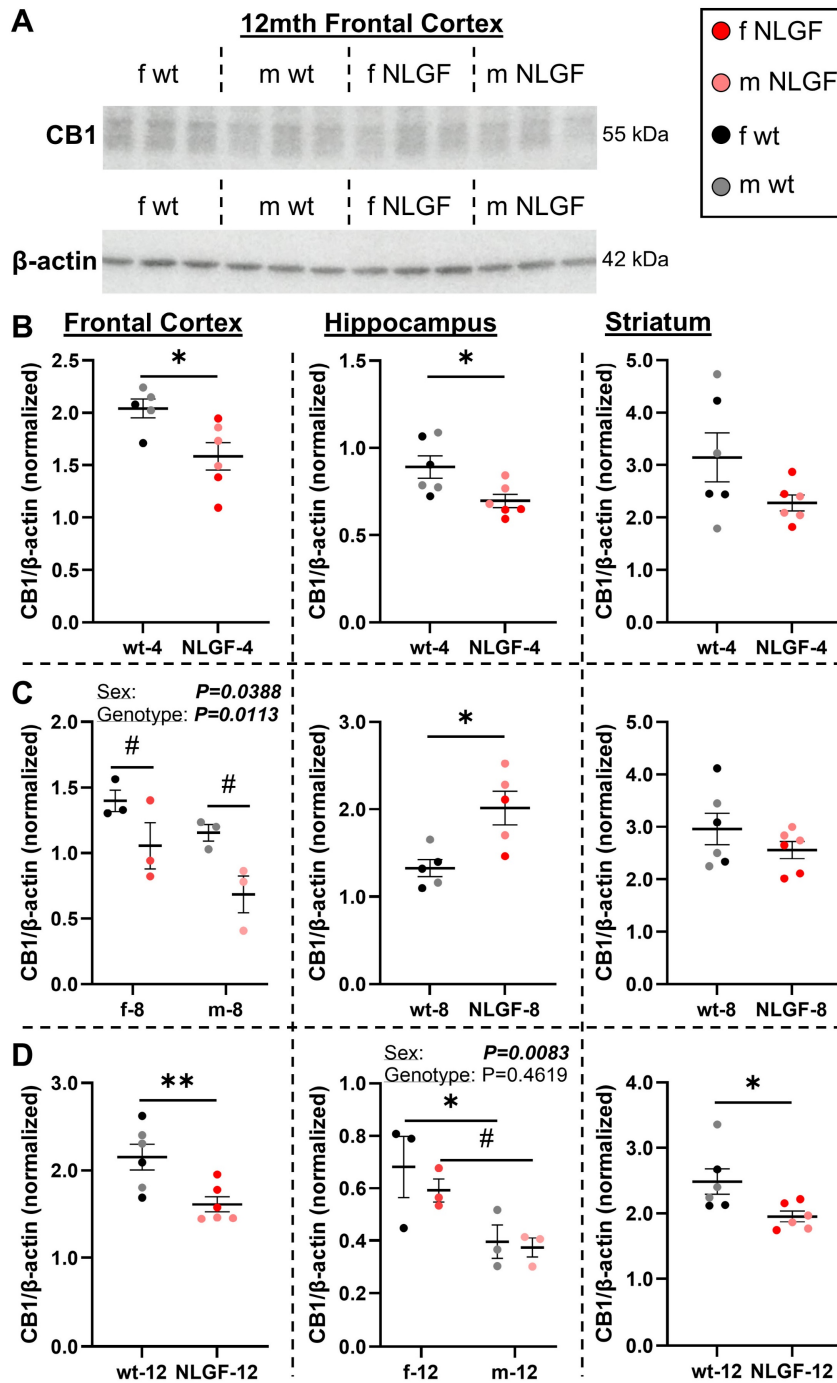 A
12mth Frontal Cortex
f wt
m wt
f NLGF
m NLGF
CB1
55 kDa
f wt
m wt
f NLGF
m NLGF
β-actin
42 kDa
f NLGF
m NLGF
f wt
m wt
B
Frontal Cortex
Hippocampus
Striatum
CB1/β-actin (normalized)
2.5
2.0
1.5
1.0
0.5
0.0
*
wt-4
NLGF-4
CB1/β-actin (normalized)
1.5
1.0
0.5
0.0
*
wt-4
NLGF-4
CB1/β-actin (normalized)
5.0
4.0
3.0
2.0
1.0
0.0
wt-4
NLGF-4
C
Sex: P=0.0388
Genotype: P=0.0113
CB1/β-actin (normalized)
2.0
1.5
1.0
0.5
0.0
#
#
f-8
m-8
CB1/β-actin (normalized)
3.0
2.0
1.0
0.0
*
wt-8
NLGF-8
CB1/β-actin (normalized)
5.0
4.0
3.0
2.0
1.0
0.0
wt-8
NLGF-8
D
CB1/β-actin (normalized)
3.0
2.0
1.0
0.0
**
wt-12
NLGF-12
Sex: P=0.0083
Genotype: P=0.4619
CB1/β-actin (normalized)
1.0
0.8
0.6
0.4
0.2
0.0
*
#
f-12
m-12
CB1/β-actin (normalized)
4.0
3.0
2.0
1.0
0.0
*
wt-12
NLGF-12